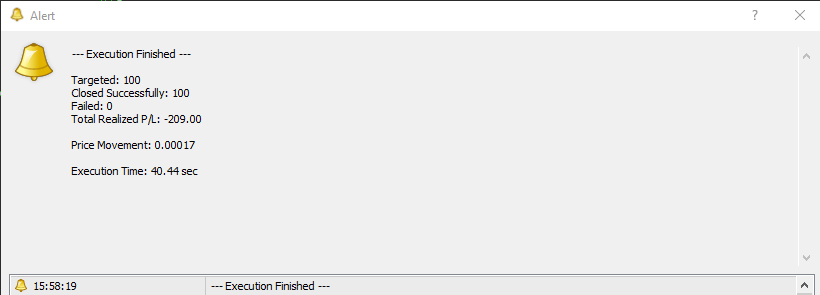 Alert
--- Execution Finished ---
Targeted: 100
Closed Successfully: 100
Failed: 0
Total Realized P/L: -209.00
Price Movement: 0.00017
Execution Time: 40.44 sec
15:58:19 --- Execution Finished ---